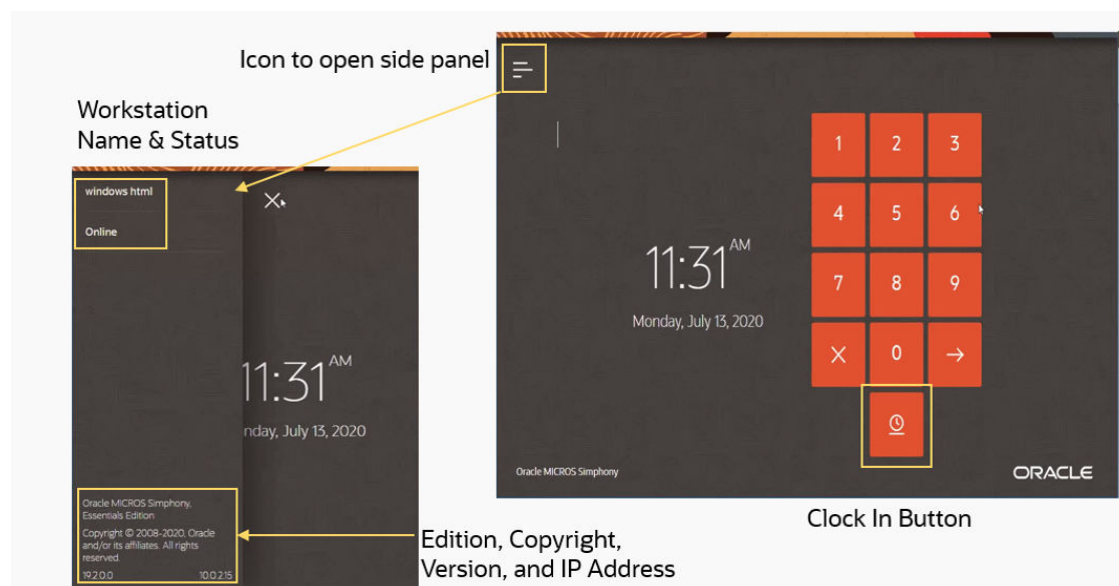 Icon to open side panel
Workstation
Name & Status
windows html
Online
11:31 AM
nday, July 13, 2020
Oracle MICROS Simphony,
Essentials Edition
Copyright © 2008-2020, Oracle
and/or its affiliates. All rights
reserved.
19.2.0.0 10.0.2.15
Edition, Copyright,
Version, and IP Address
11:31 AM
Monday, July 13, 2020
1 2 3
4 5 6
7 8 9
X 0 →
Oracle MICROS Simphony
ORACLE
Clock In Button